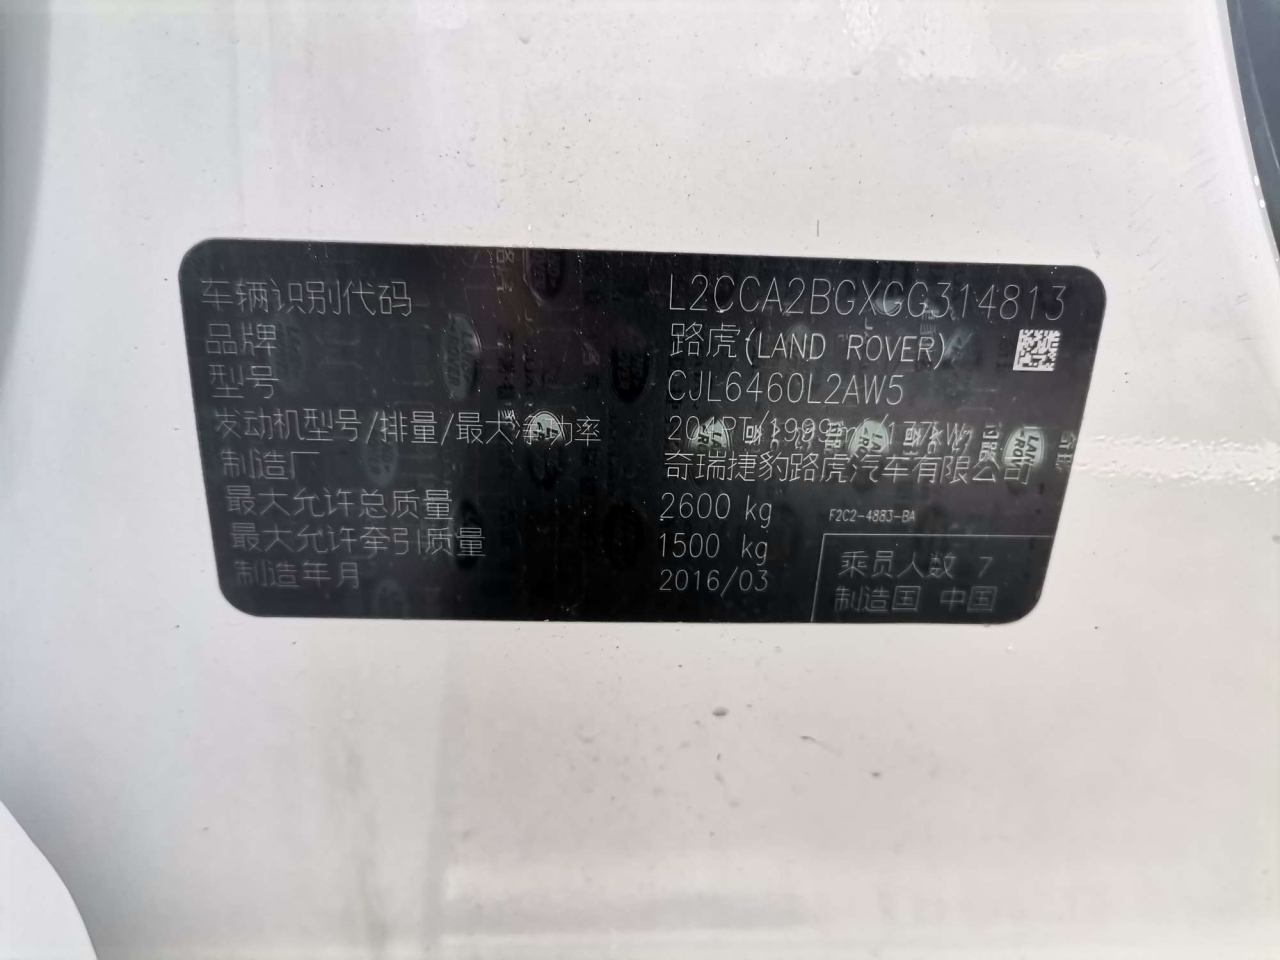 车辆识别代码 L2CCA2BGXGG314813
品牌 路虎(LAND ROVER)
型号 CJL6460L2AW5
发动机型号/排量/最大净功率 204PT/1999mL/177kW
制造厂 奇瑞捷豹路虎汽车有限公司
最大允许总质量 2600 kg F2C2-4883-BA
最大允许牵引质量 1500 kg
制造年月 2016/03
乘员人数 7
制造国 中国